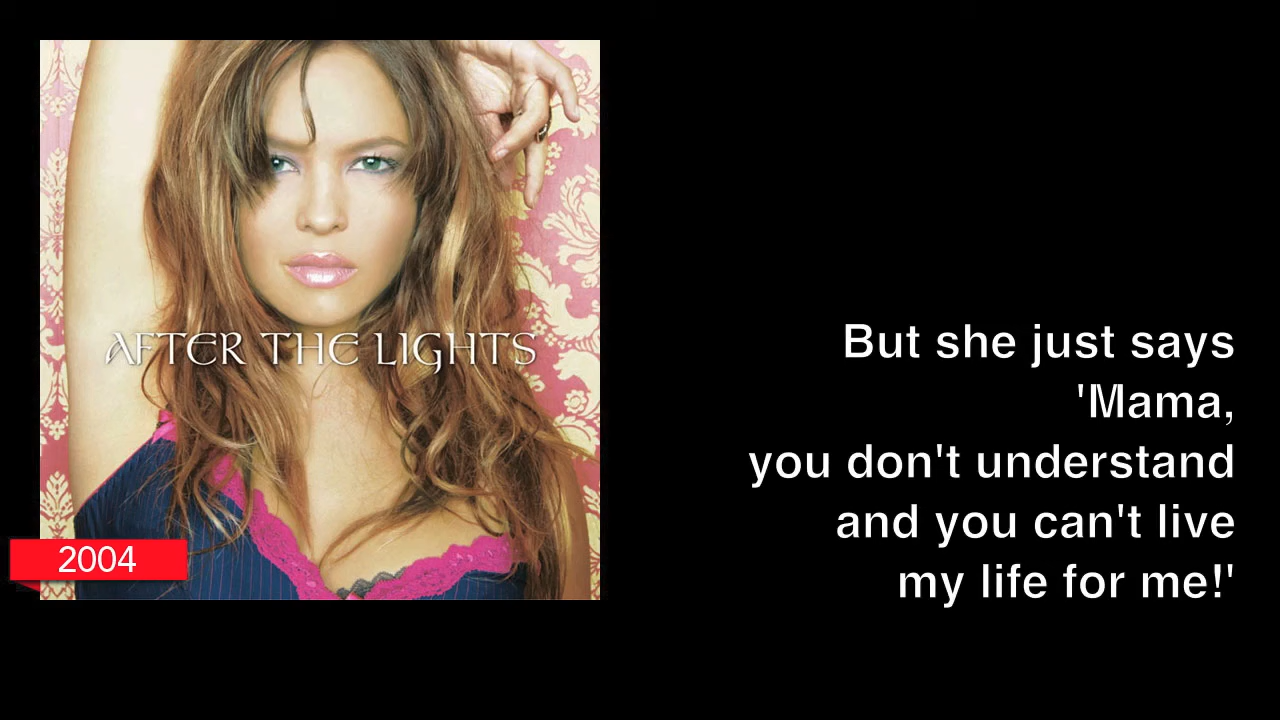 AFTER THE LIGHTS
2004
But she just says
'Mama,
you don't understand
and you can't live
my life for me!'